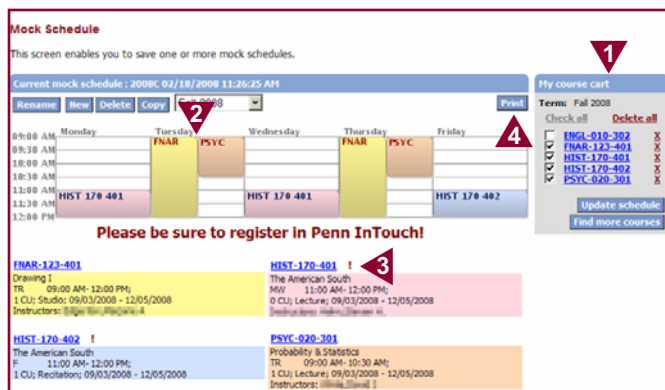 Mock Schedule
This screen enables you to save one or more mock schedules.
1
Current mock schedule : 2008C 02/18/2008 11:26:25 AM
My course cart
Rename New Delete Copy Fall 2008 Print
Term: Fall 2008
Check all Delete all
2
4
ENGL-010-302 X
FNAR-123-401 X
HIST-170-401 X
HIST-170-402 X
PSYC-020-301 X
Update schedule
Find more courses
Monday Tuesday Wednesday Thursday Friday
09:00 AM FNAR PSYC FNAR PSYC
09:30 AM
10:00 AM
10:30 AM
11:00 AM HIST 170 401 HIST 170 401 HIST 170 402
11:30 AM
12:00 PM
Please be sure to register in Penn InTouch!
FNAR-123-401
Drawing I
TR 09:00 AM- 12:00 PM;
1 CU; Studio; 09/03/2008 - 12/05/2008
Instructors:
HIST-170-401 ! 3
The American South
MW 11:00 AM- 12:00 PM;
0 CU; Lecture; 09/03/2008 - 12/05/2008
HIST-170-402 !
The American South
F 11:00 AM- 12:00 PM;
1 CU; Recitation; 09/03/2008 - 12/05/2008
PSYC-020-301
Probability & Statistics
TR 09:00 AM- 10:30 AM;
1 CU; Lecture; 09/03/2008 - 12/05/2008
Instructors: